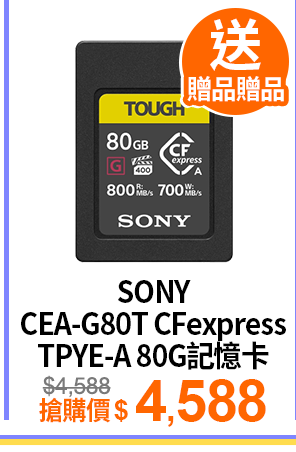 送
贈品贈品
TOUGH
80GB
CF express A
G 400
800 R: MB/s 700 W: MB/s
SONY
SONY
CEA-G80T CFexpress
TPYE-A 80G記憶卡
$4,588
搶購價$4,588